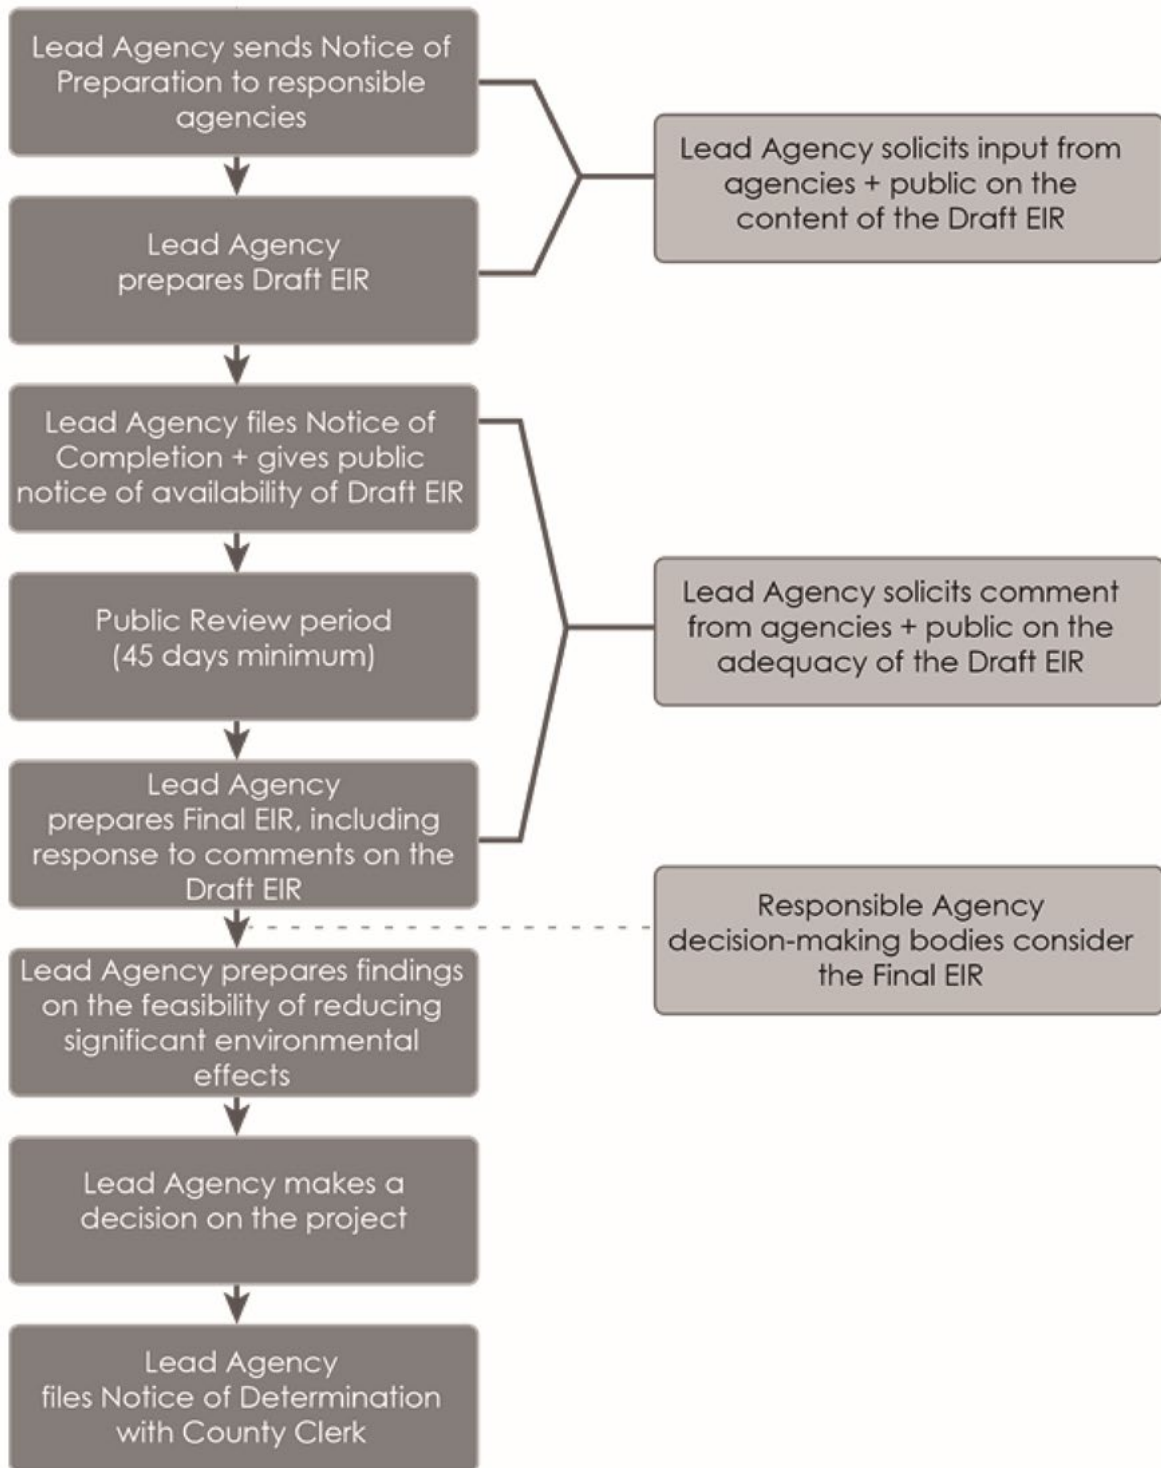 Lead Agency sends Notice of
Preparation to responsible
agencies
Lead Agency solicits input from
agencies + public on the
content of the Draft EIR
Lead Agency
prepares Draft EIR
Lead Agency files Notice of
Completion + gives public
notice of availability of Draft EIR
Public Review period
(45 days minimum)
Lead Agency solicits comment
from agencies + public on the
adequacy of the Draft EIR
Lead Agency
prepares Final EIR, including
response to comments on the
Draft EIR
Responsible Agency
decision-making bodies consider
the Final EIR
Lead Agency prepares findings
on the feasibility of reducing
significant environmental
effects
Lead Agency makes a
decision on the project
Lead Agency
files Notice of Determination
with County Clerk